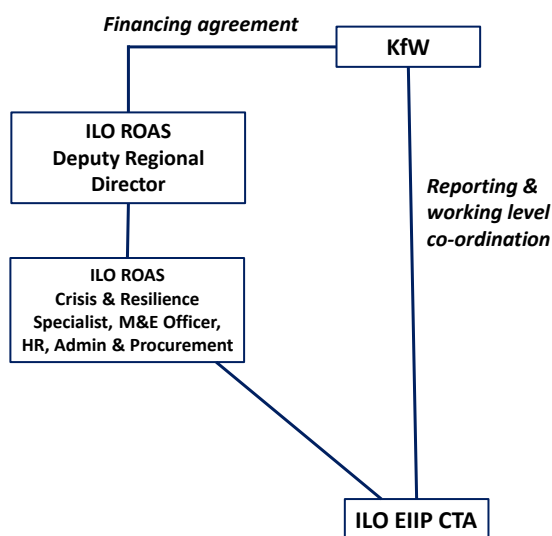 Financing agreement
KfW
ILO ROAS
Deputy Regional
Director
Reporting &
working level
co-ordination
ILO ROAS
Crisis & Resilience
Specialist, M&E Officer,
HR, Admin & Procurement
ILO EIIP CTA